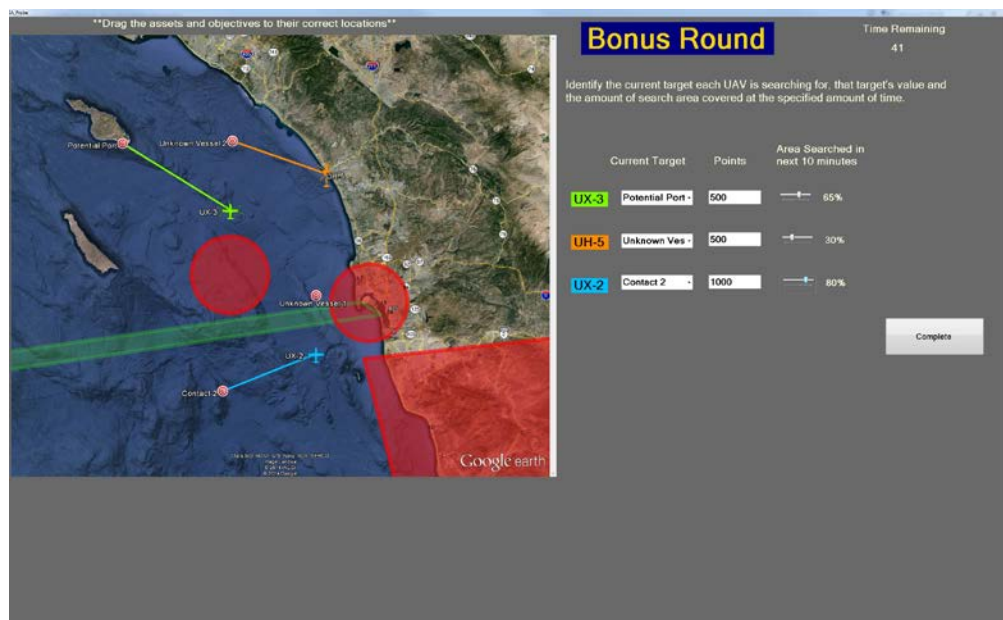 **Drag the assets and objectives to their correct locations**
Bonus Round
Time Remaining
41
Identify the current target each UAV is searching for, that target's value and
the amount of search area covered at the specified amount of time.
Current Target
Points
Area Searched in
next 10 minutes
UX-3
Potential Port
500
65%
UH-5
Unknown Ves
500
30%
UX-2
Contact 2
1000
80%
Complete
Potential Port
Unknown Vessel 2
UX-3
Unknown Vessel 1
UX-2
Contact 2
Google earth